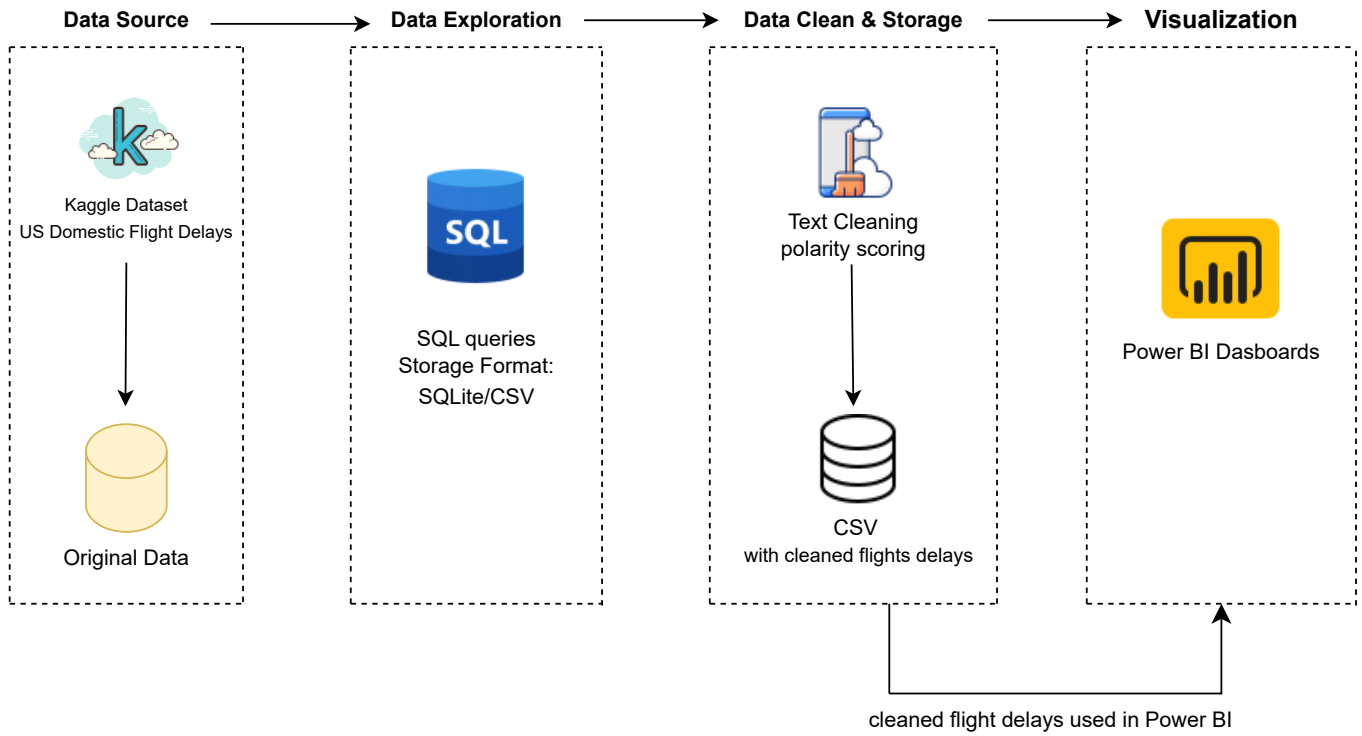 Data Source
Data Exploration
Data Clean & Storage
Visualization
k
Kaggle Dataset
US Domestic Flight Delays
Original Data
SQL
SQL queries
Storage Format:
SQLite/CSV
Text Cleaning
polarity scoring
CSV
with cleaned flights delays
Power BI Dasboards
cleaned flight delays used in Power BI